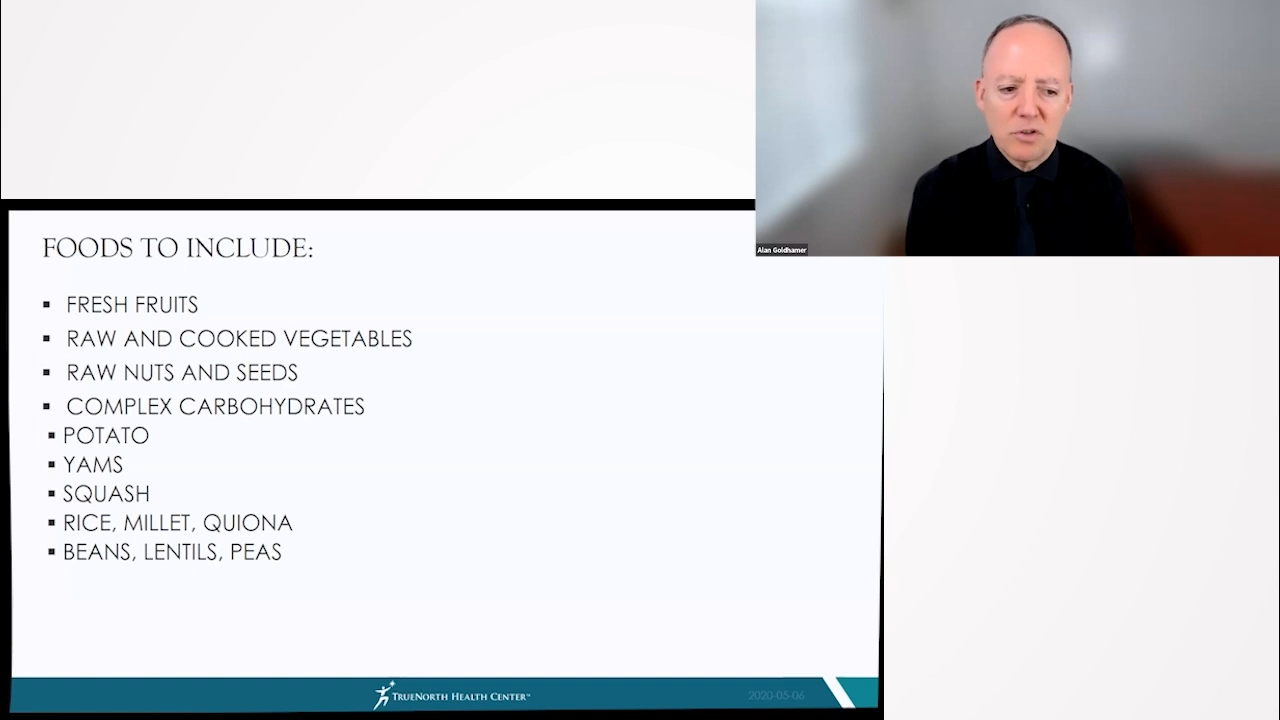 Alan Goldhamer
FOODS TO INCLUDE:
▪ FRESH FRUITS
▪ RAW AND COOKED VEGETABLES
▪ RAW NUTS AND SEEDS
▪ COMPLEX CARBOHYDRATES
▪ POTATO
▪ YAMS
▪ SQUASH
▪ RICE, MILLET, QUIONA
▪ BEANS, LENTILS, PEAS
TRUENORTH HEALTH CENTER™
2020-05-06